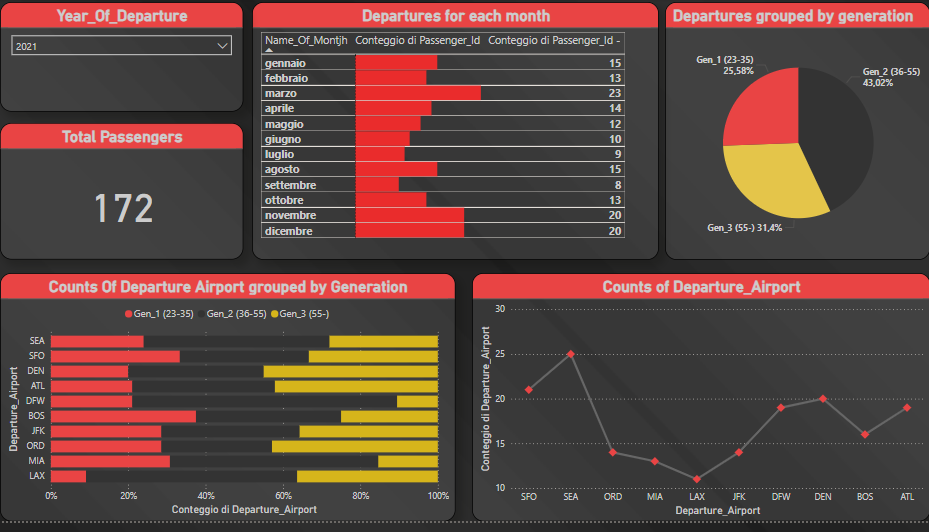 Year_Of_Departure
2021
Total Passengers
172
Departures for each month
Name_Of_Montjh Conteggio di Passenger_Id Conteggio di Passenger_Id -
gennaio 15
febbraio 13
marzo 23
aprile 14
maggio 12
giugno 10
luglio 9
agosto 15
settembre 8
ottobre 13
novembre 20
dicembre 20
Departures grouped by generation
Gen_1 (23-35)
25,58%
Gen_2 (36-55)
43,02%
Gen_3 (55-) 31,4%
Counts Of Departure Airport grouped by Generation
Gen_1 (23-35) Gen_2 (36-55) Gen_3 (55-)
Departure_Airport
SEA
SFO
DEN
ATL
DFW
BOS
JFK
ORD
MIA
LAX
0% 20% 40% 60% 80% 100%
Conteggio di Departure_Airport
Counts of Departure_Airport
Conteggio di Departure_Airport
30
25
20
15
10
SFO SEA ORD MIA LAX JFK DFW DEN BOS ATL
Departure_Airport